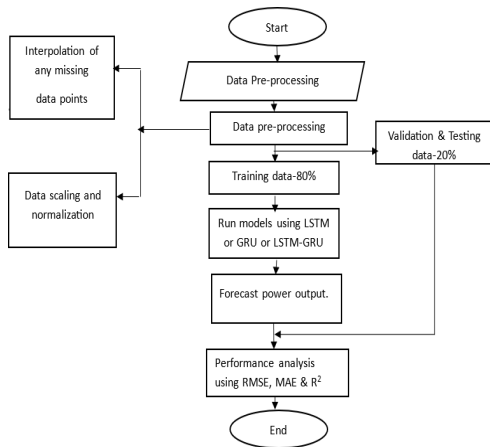 Start
Interpolation of
any missing
data points
Data Pre-processing
Data pre-processing
Validation & Testing
data-20%
Training data-80%
Data scaling and
normalization
Run models using LSTM
or GRU or LSTM-GRU
Forecast power output.
Performance analysis
using RMSE, MAE & R²
End